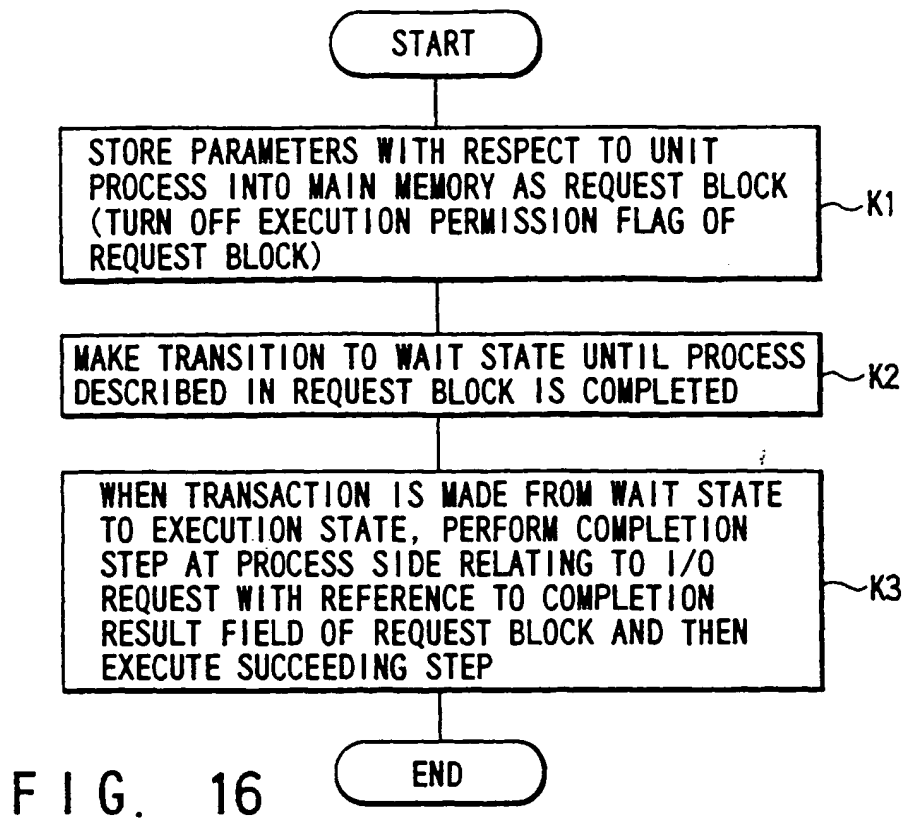 START
STORE PARAMETERS WITH RESPECT TO UNIT
PROCESS INTO MAIN MEMORY AS REQUEST BLOCK
(TURN OFF EXECUTION PERMISSION FLAG OF
REQUEST BLOCK)
K1
MAKE TRANSITION TO WAIT STATE UNTIL PROCESS
DESCRIBED IN REQUEST BLOCK IS COMPLETED
K2
WHEN TRANSACTION IS MADE FROM WAIT STATE
TO EXECUTION STATE, PERFORM COMPLETION
STEP AT PROCESS SIDE RELATING TO I/O
REQUEST WITH REFERENCE TO COMPLETION
RESULT FIELD OF REQUEST BLOCK AND THEN
EXECUTE SUCCEEDING STEP
K3
END
FIG. 16